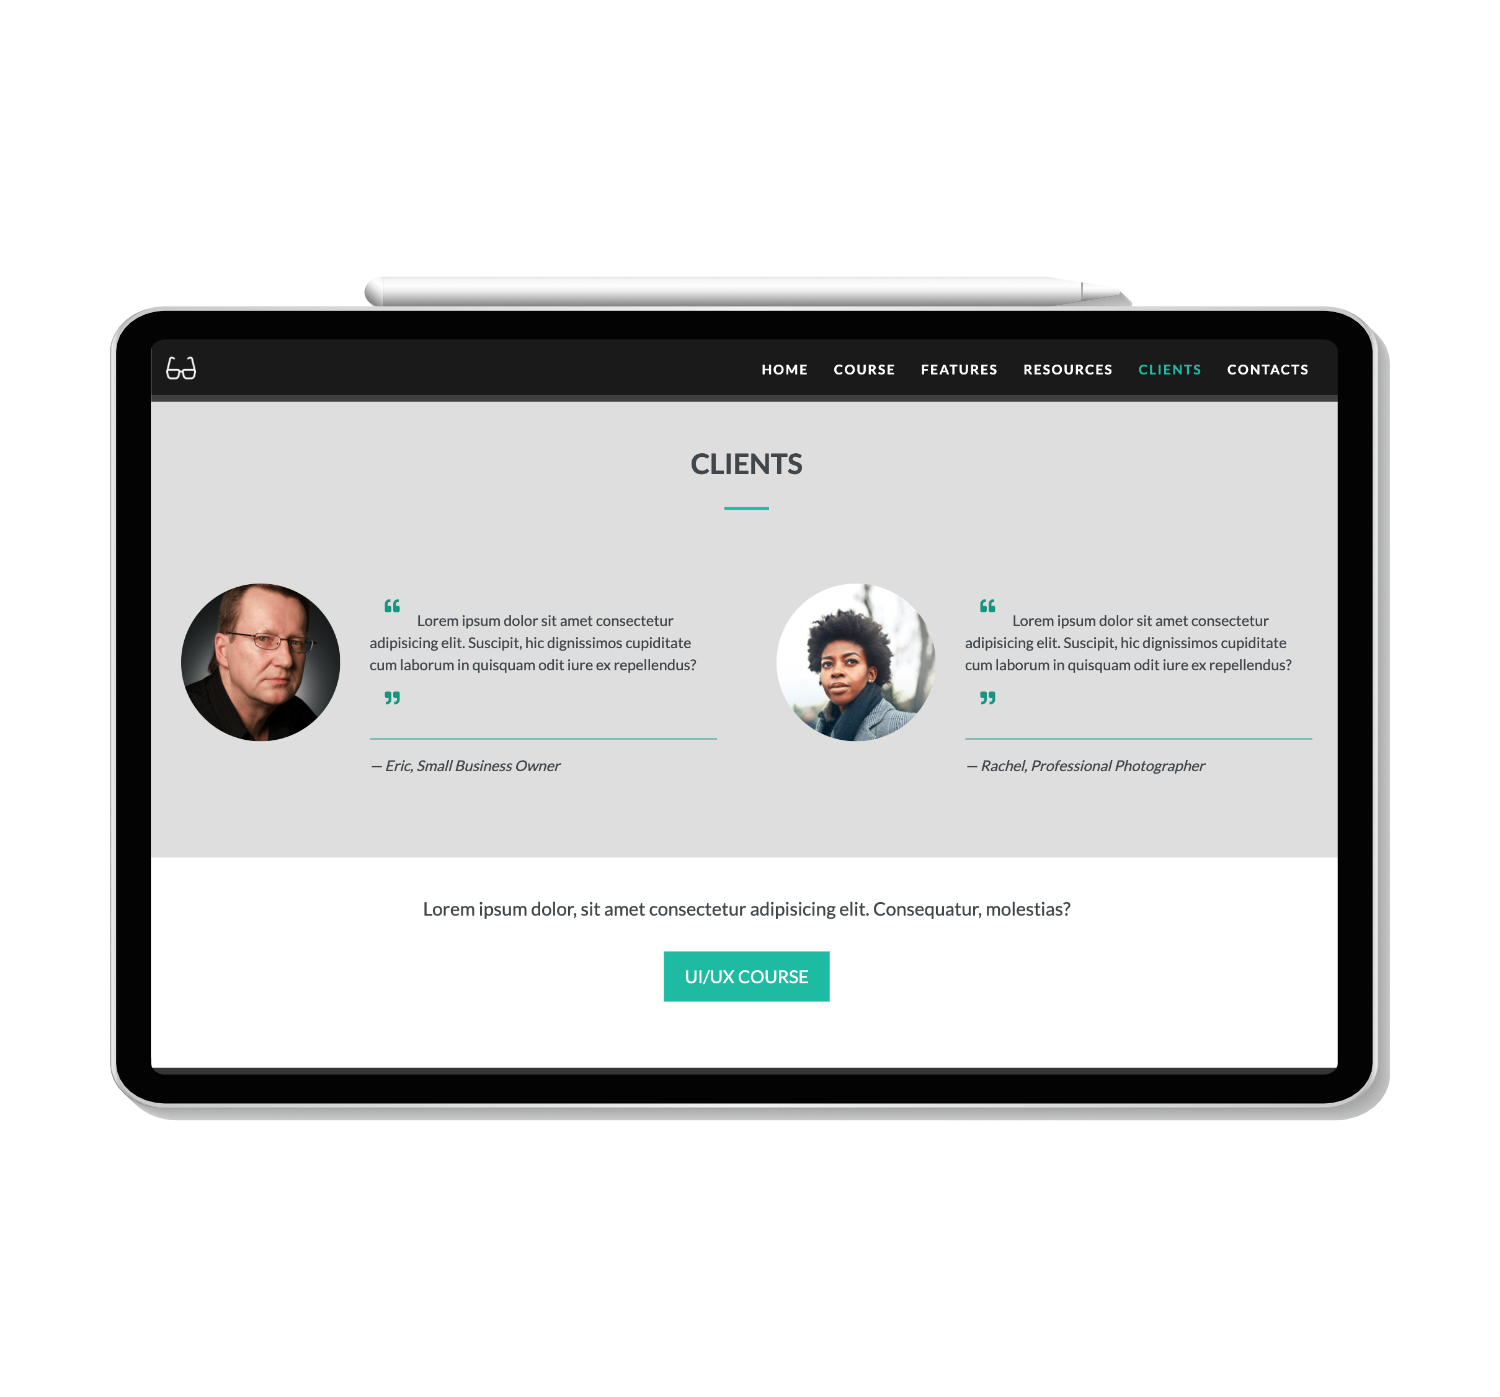 HOME COURSE FEATURES RESOURCES CLIENTS CONTACTS
CLIENTS
“
Lorem ipsum dolor sit amet consectetur
adipisicing elit. Suscipit, hic dignissimos cupiditate
cum laborum in quisquam odit iure ex repellendus?
”
— Eric, Small Business Owner
“
Lorem ipsum dolor sit amet consectetur
adipisicing elit. Suscipit, hic dignissimos cupiditate
cum laborum in quisquam odit iure ex repellendus?
”
— Rachel, Professional Photographer
Lorem ipsum dolor, sit amet consectetur adipisicing elit. Consequatur, molestias?
UI/UX COURSE